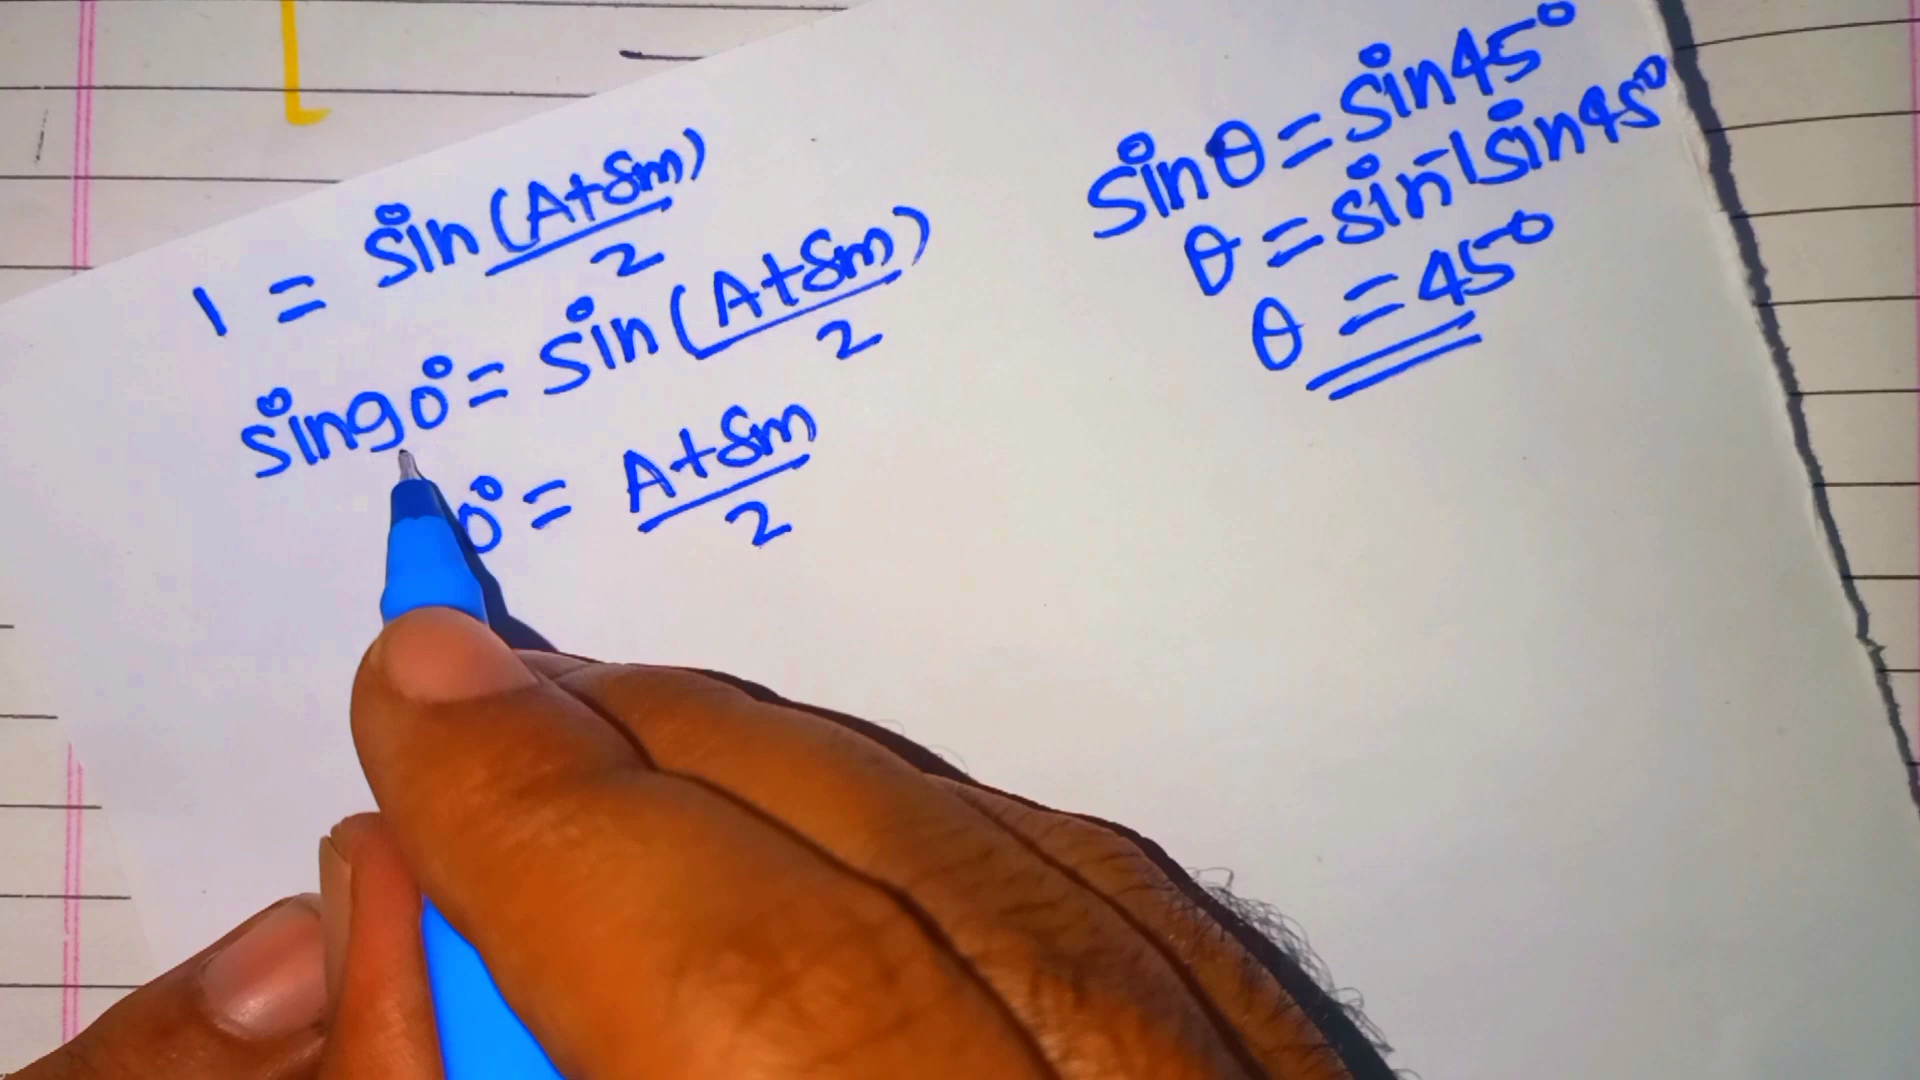 1 = sin (A+δm)/2
sin90° = sin (A+δm)/2
0° = A+δm/2
sinθ = sin45°
θ = sin⁻¹sin45°
θ = 45°